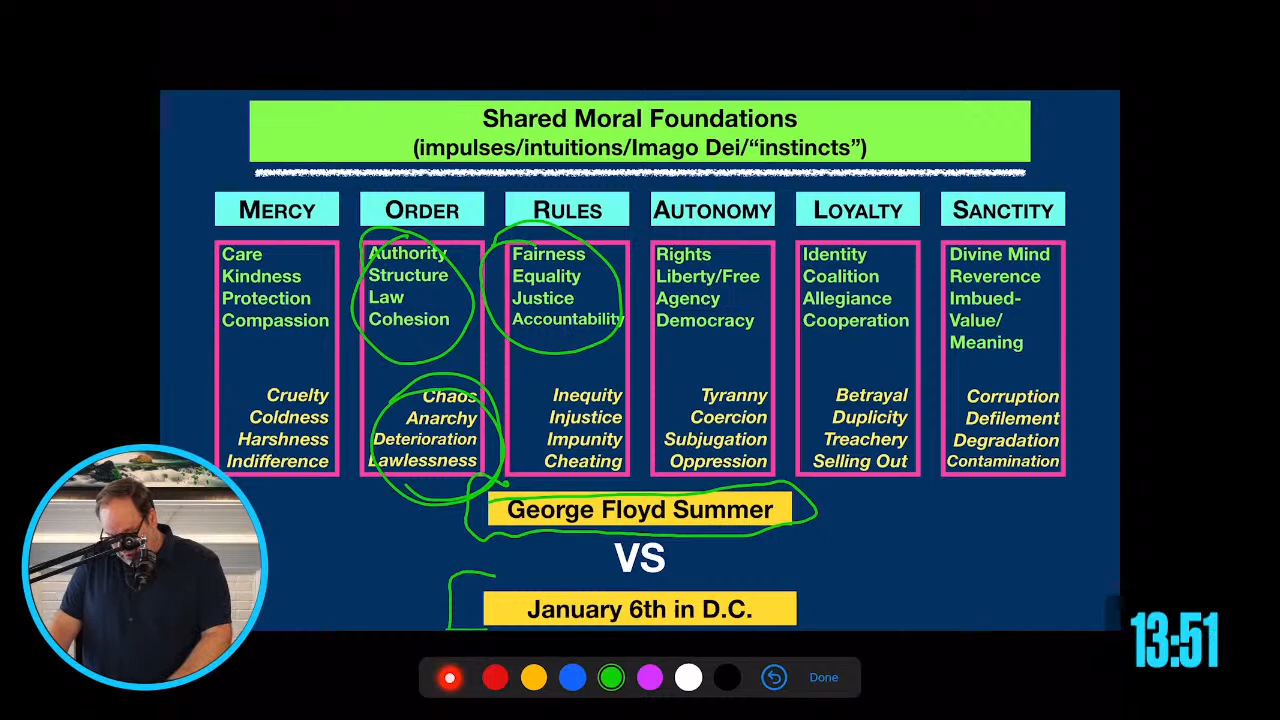 Shared Moral Foundations
(impulses/intuitions/Imago Dei/“instincts”)
MERCY
ORDER
RULES
AUTONOMY
LOYALTY
SANCTITY
Care
Kindness
Protection
Compassion
Cruelty
Coldness
Harshness
Indifference
Authority
Structure
Law
Cohesion
Chaos
Anarchy
Deterioration
Lawlessness
Fairness
Equality
Justice
Accountability
Inequity
Injustice
Impunity
Cheating
Rights
Liberty/Free
Agency
Democracy
Tyranny
Coercion
Subjugation
Oppression
Identity
Coalition
Allegiance
Cooperation
Betrayal
Duplicity
Treachery
Selling Out
Divine Mind
Reverence
Imbued-
Value/
Meaning
Corruption
Defilement
Degradation
Contamination
George Floyd Summer
VS
January 6th in D.C.
13:51
Done